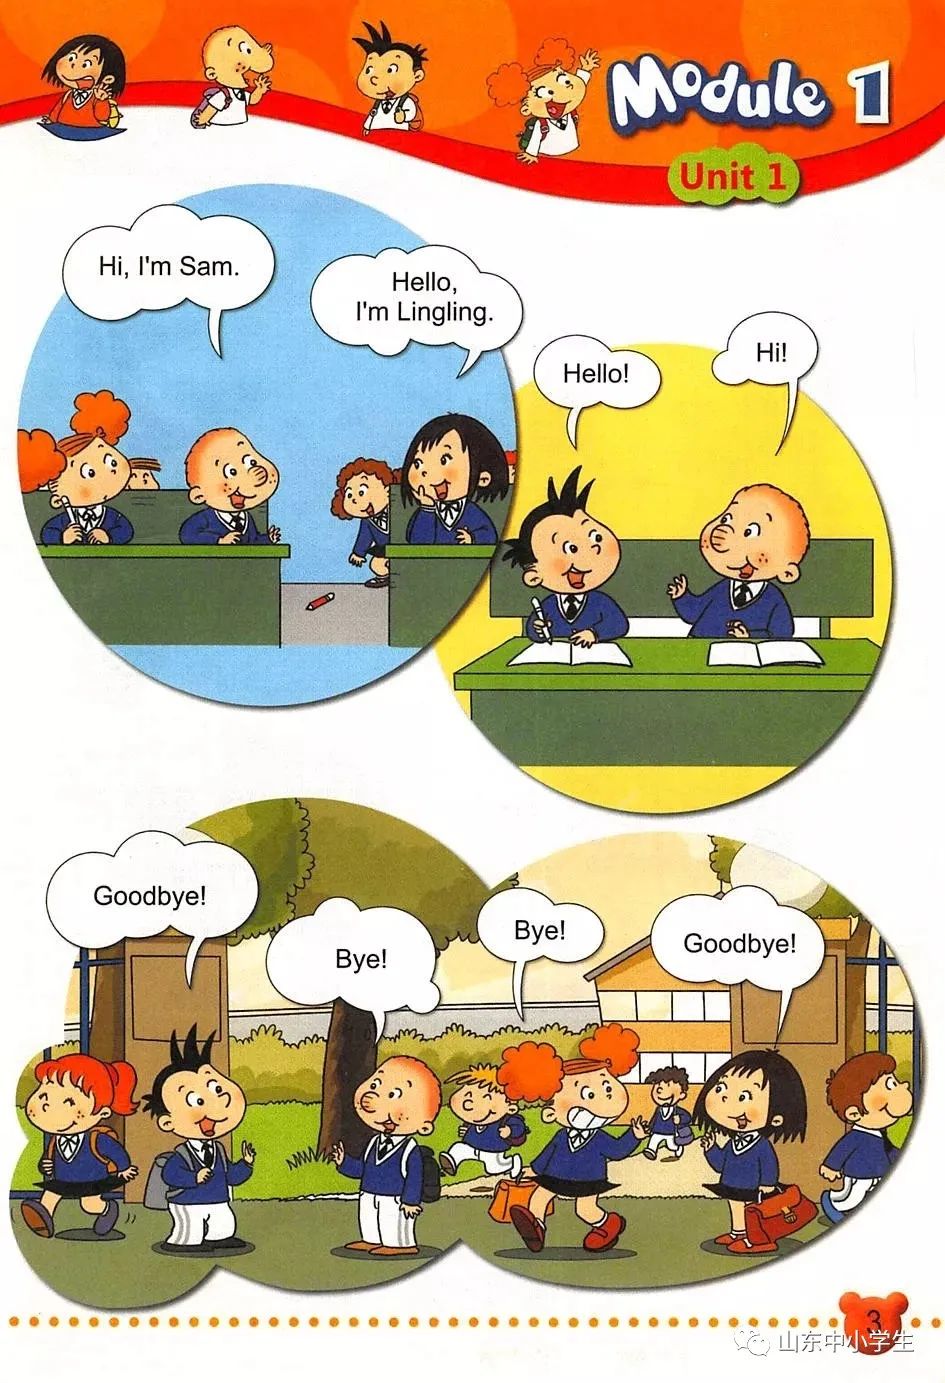 Module 1
Unit 1
Hi, I'm Sam.
Hello,
I'm Lingling.
Hello!
Hi!
Goodbye!
Bye!
Bye!
Goodbye!
3
山东中小学生